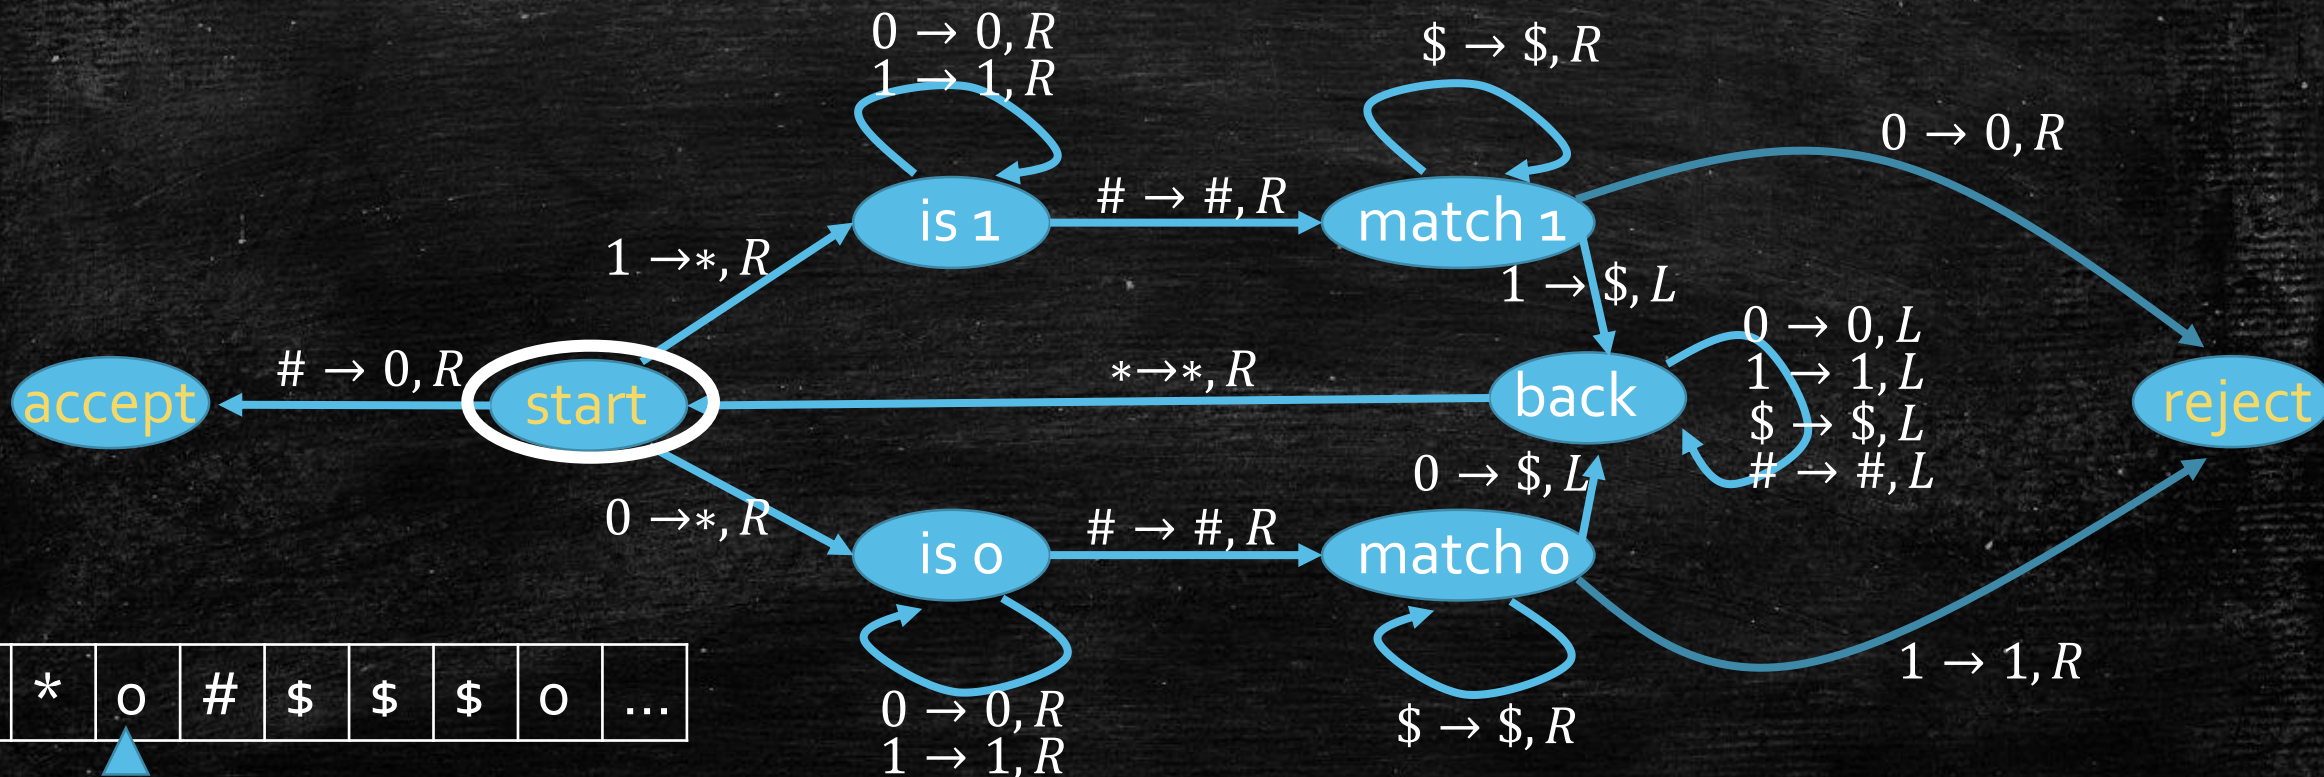 0 → 0, R
1 → 1, R
$ → $, R
0 → 0, R
is 1
# → #, R
match 1
1 →*, R
1 → $, L
0 → 0, L
1 → 1, L
$ → $, L
# → #, L
accept
# → 0, R
start
*→*, R
back
reject
0 → $, L
0 →*, R
is 0
# → #, R
match 0
1 → 1, R
* 0 # $ $ $ 0 ...
0 → 0, R
1 → 1, R
$ → $, R